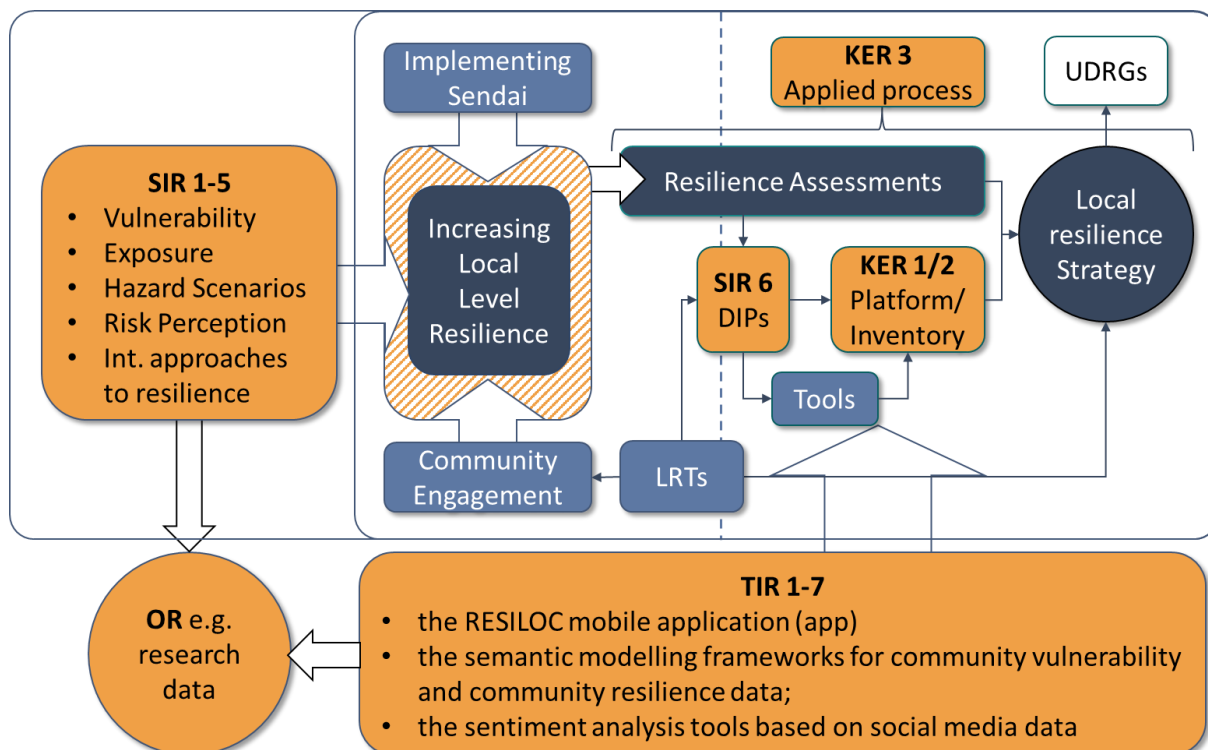 Implementing
Sendai
KER 3
Applied process
UDRGs
SIR 1-5
• Vulnerability
• Exposure
• Hazard Scenarios
• Risk Perception
• Int. approaches
to resilience
Increasing
Local
Level
Resilience
Resilience Assessments
Local
resilience
Strategy
SIR 6
DIPs
KER 1/2
Platform/
Inventory
Tools
Community
Engagement
LRTs
OR e.g.
research
data
TIR 1-7
• the RESILOC mobile application (app)
• the semantic modelling frameworks for community vulnerability
and community resilience data;
• the sentiment analysis tools based on social media data